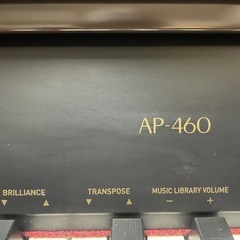 AP-460
BRILLIANCE TRANSPOSE MUSIC LIBRARY VOLUME
▼ ▲ ▼ ▲ − +